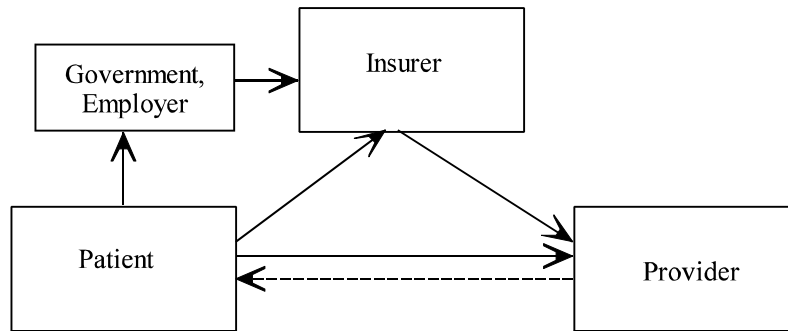 Government,
Employer
Insurer
Patient
Provider